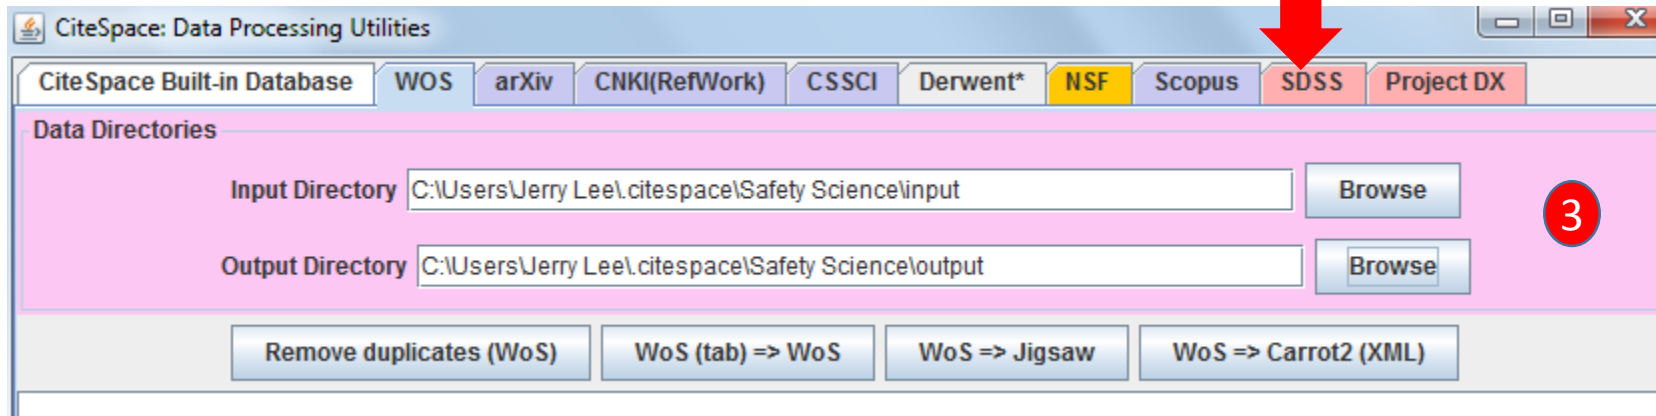 CiteSpace: Data Processing Utilities
CiteSpace Built-in Database WOS arXiv CNKI(RefWork) CSSCI Derwent* NSF Scopus SDSS Project DX
Data Directories
Input Directory C:\Users\Jerry Lee\.citespace\Safety Science\input Browse
3
Output Directory C:\Users\Jerry Lee\.citespace\Safety Science\output Browse
Remove duplicates (WoS) WoS (tab) => WoS WoS => Jigsaw WoS => Carrot2 (XML)